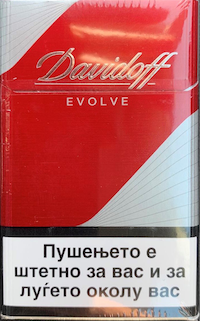 Davidoff
EVOLVE
Пушењето е
штетно за вас и за
луѓето околу вас